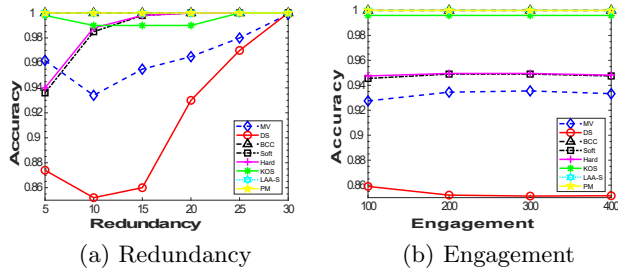 1
0.98
0.96
0.94
0.92
0.9
0.88
0.86
Accuracy
MV
DS
BCC
Soft
Hard
KOS
LAA-S
PM
5 10 15 20 25 30
Redundancy
(a) Redundancy
1
0.98
0.96
0.94
0.92
0.9
0.88
0.86
Accuracy
MV
DS
BCC
Soft
Hard
KOS
LAA-S
PM
100 200 300 400
Engagement
(b) Engagement